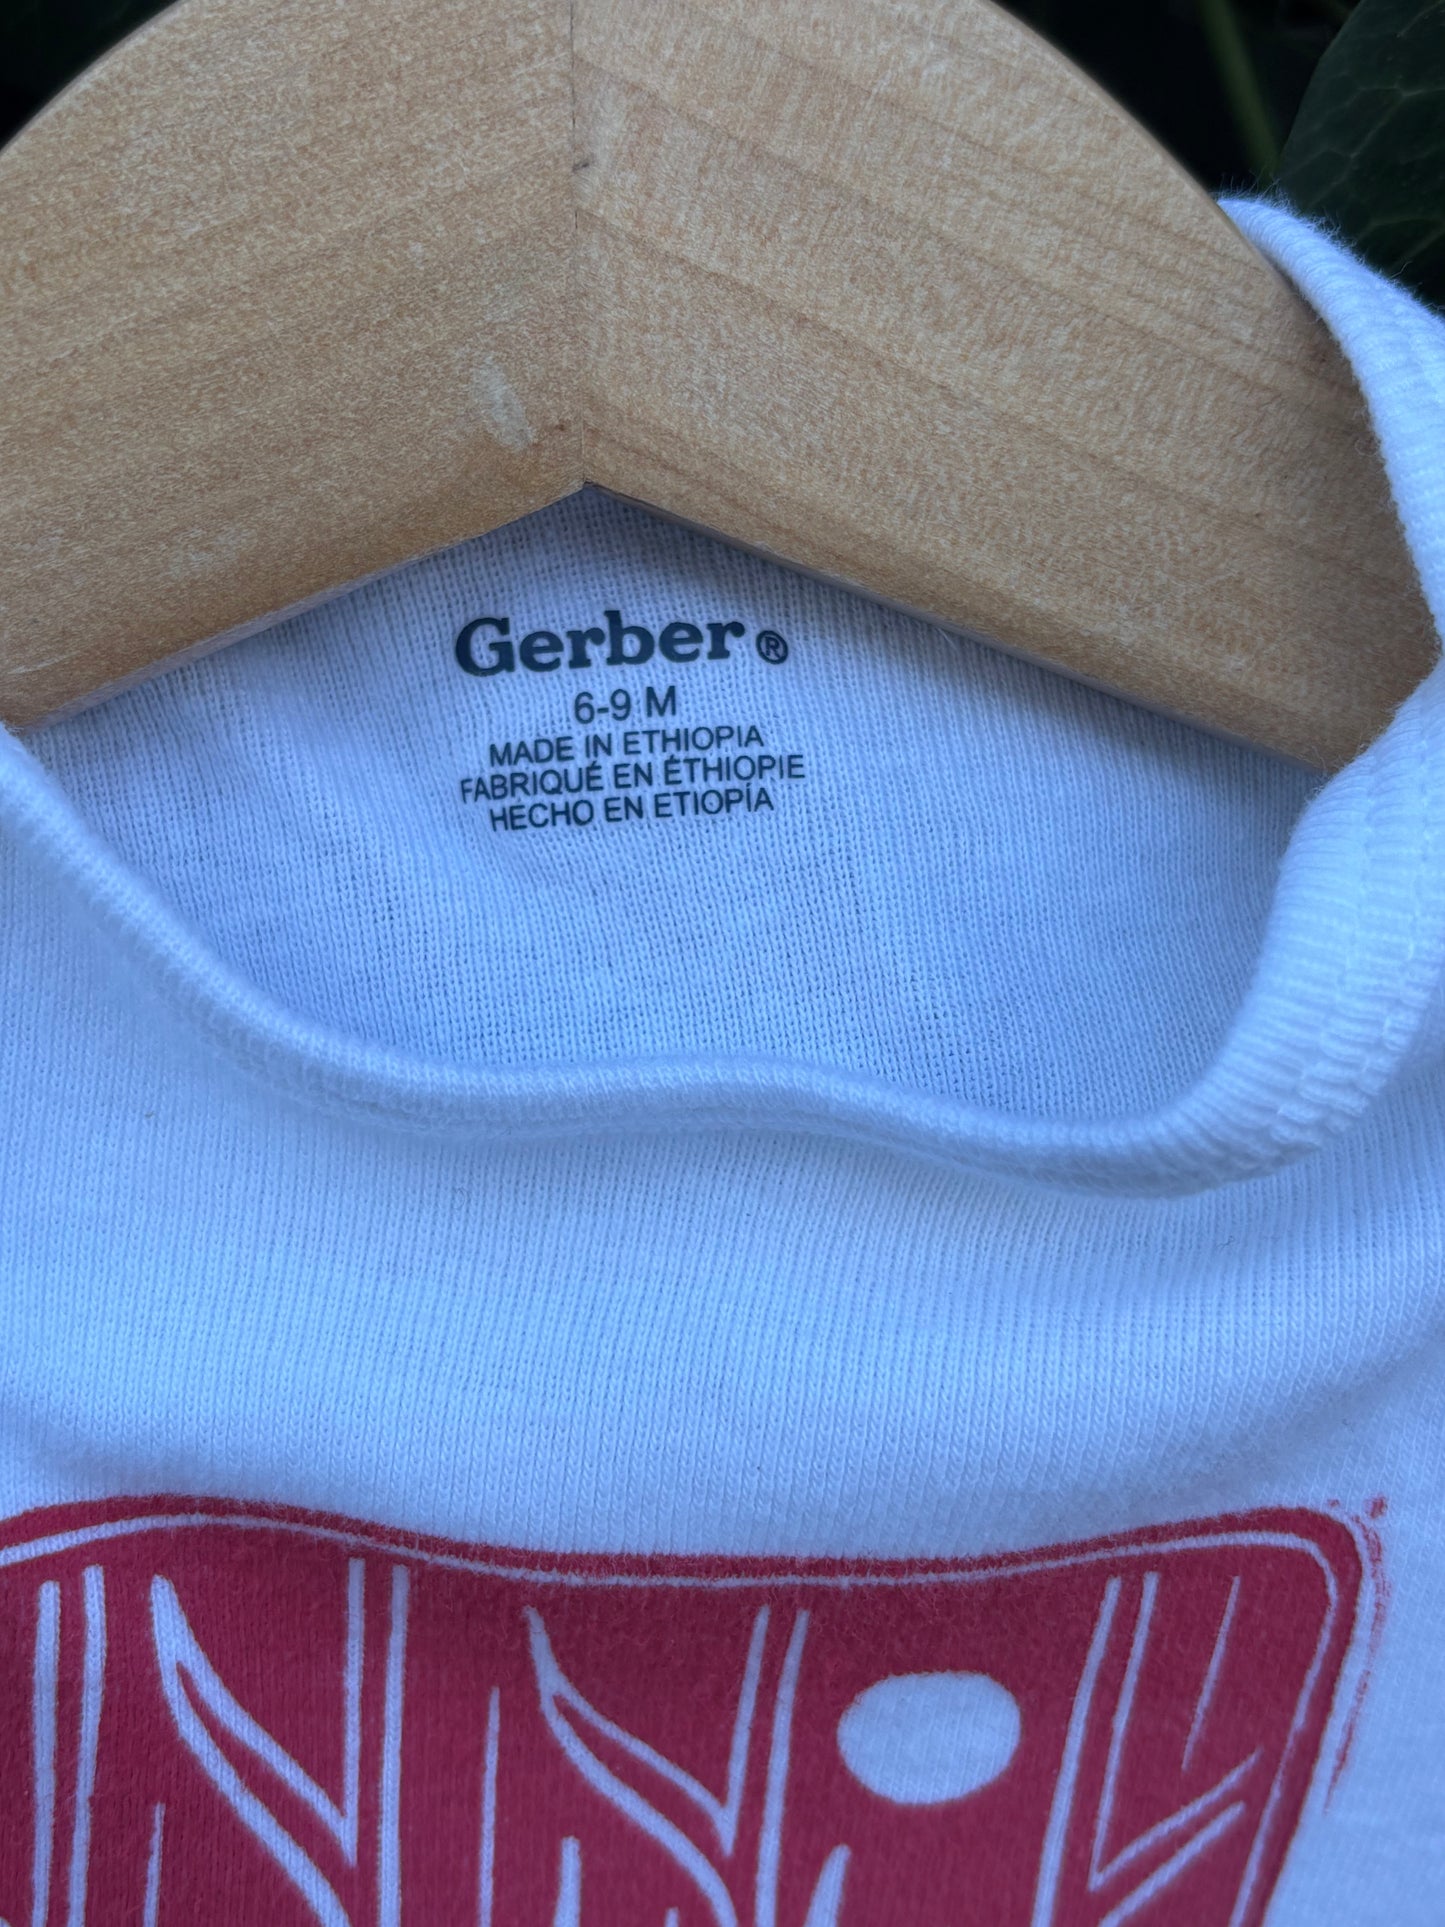 Gerber®
6-9 M
MADE IN ETHIOPIA
FABRIQUÉ EN ÉTHIOPIE
HECHO EN ETIOPÍA